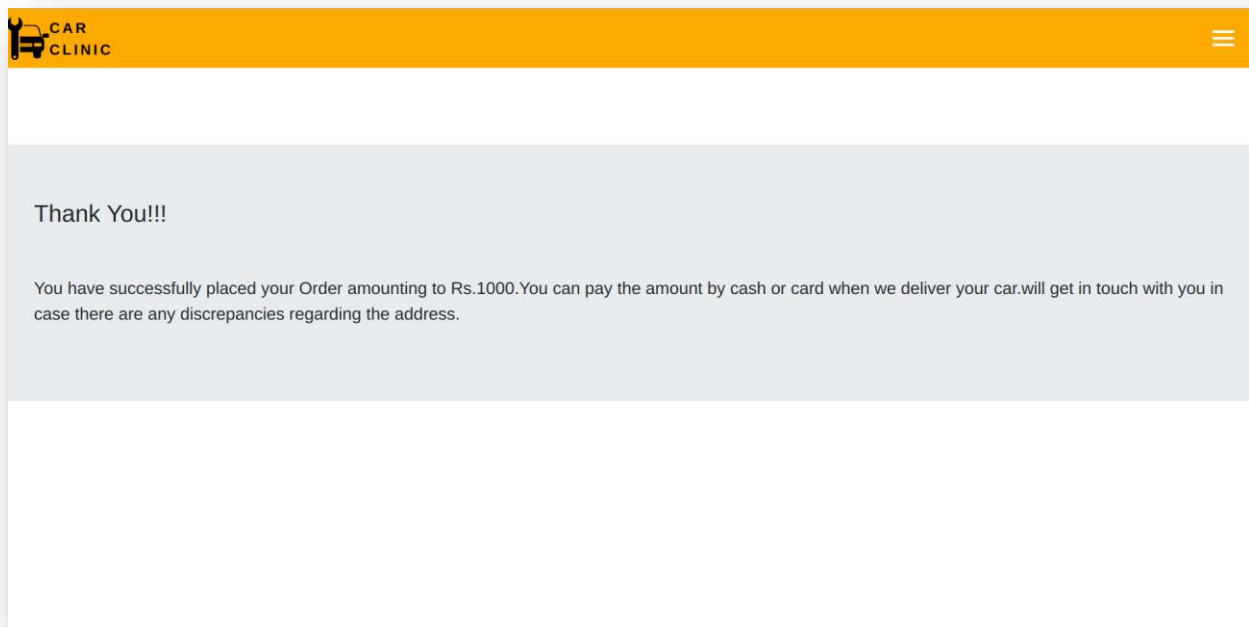 CAR
CLINIC
Thank You!!!
You have successfully placed your Order amounting to Rs.1000.You can pay the amount by cash or card when we deliver your car.will get in touch with you in
case there are any discrepancies regarding the address.